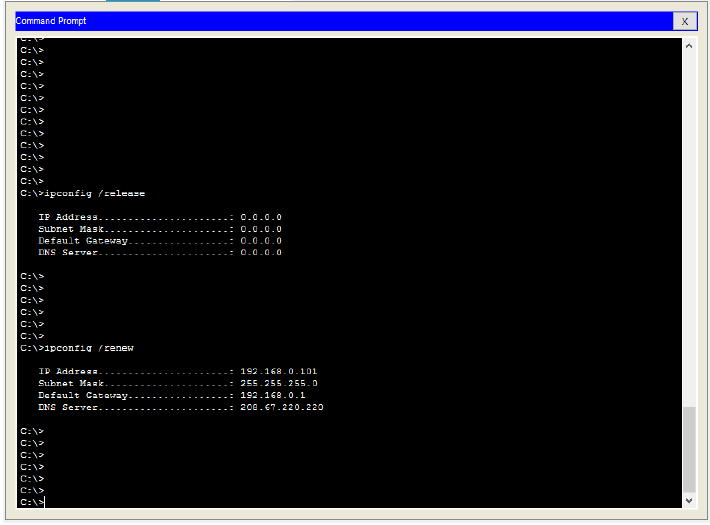 Command Prompt
X
C:\>
C:\>
C:\>
C:\>
C:\>
C:\>
C:\>
C:\>
C:\>
C:\>
C:\>
C:\>
C:\>
C:\>ipconfig /release
IP Address......................: 0.0.0.0
Subnet Mask.....................: 0.0.0.0
Default Gateway.................: 0.0.0.0
DNS Server......................: 0.0.0.0
C:\>
C:\>
C:\>
C:\>
C:\>
C:\>
C:\>ipconfig /renew
IP Address......................: 192.168.0.101
Subnet Mask.....................: 255.255.255.0
Default Gateway.................: 192.168.0.1
DNS Server......................: 208.67.220.220
C:\>
C:\>
C:\>
C:\>
C:\>
C:\>
C:\>